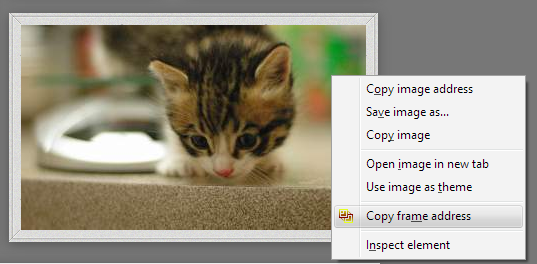 Copy image address
Save image as...
Copy image
Open image in new tab
Use image as theme
Copy frame address
Inspect element